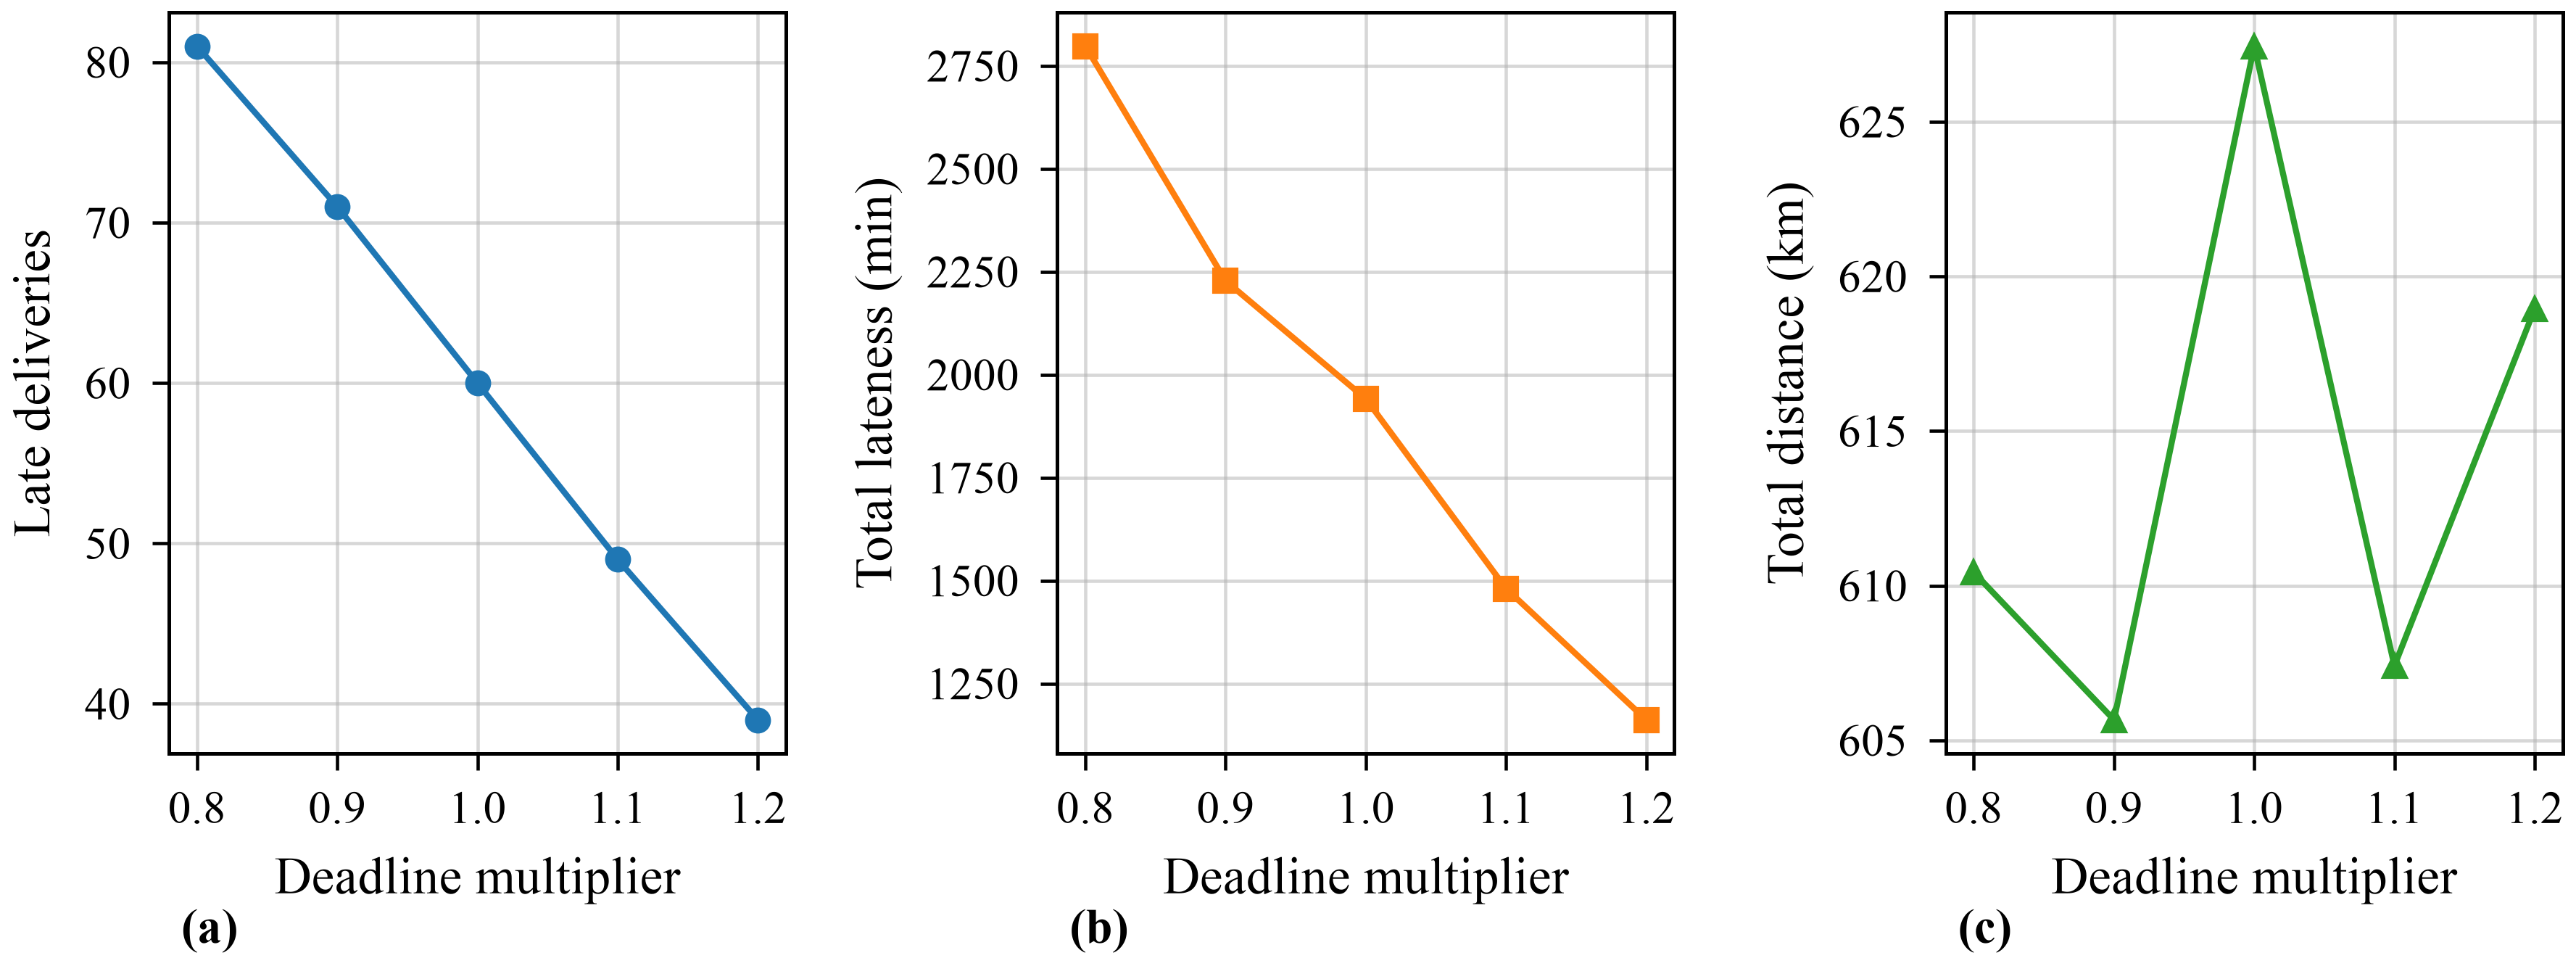 Late deliveries
80
70
60
50
40
0.8 0.9 1.0 1.1 1.2
Deadline multiplier
(a)
Total lateness (min)
2750
2500
2250
2000
1750
1500
1250
0.8 0.9 1.0 1.1 1.2
Deadline multiplier
(b)
Total distance (km)
625
620
615
610
605
0.8 0.9 1.0 1.1 1.2
Deadline multiplier
(c)